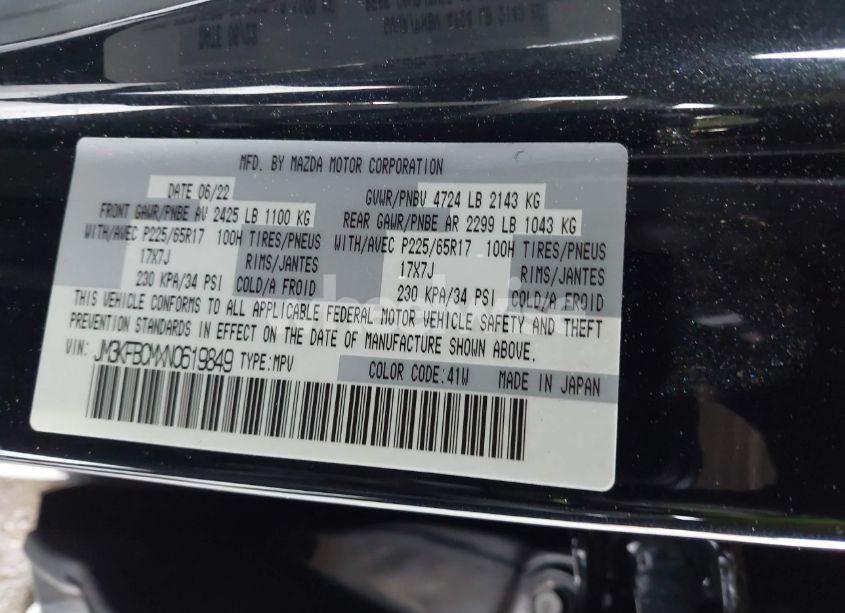 MFD. BY MAZDA MOTOR CORPORATION
DATE 06/22 GVWR/PNBV 4724 LB 2143 KG
FRONT GAWR/PNBE AV 2425 LB 1100 KG REAR GAWR/PNBE AR 2299 LB 1043 KG
WITH/AVEC P225/65R17 100H TIRES/PNEUS WITH/AVEC P225/65R17 100H TIRES/PNEUS
17X7J RIMS/JANTES 17X7J RIMS/JANTES
230 KPA/34 PSI COLD/A FROID 230 KPA/34 PSI COLD/A FROID
THIS VEHICLE CONFORMS TO ALL APPLICABLE FEDERAL MOTOR VEHICLE SAFETY AND THEFT
PREVENTION STANDARDS IN EFFECT ON THE DATE OF MANUFACTURE SHOWN ABOVE.
VIN: JM3KFBCMXN0619849 TYPE:MPV
COLOR CODE:41W MADE IN JAPAN